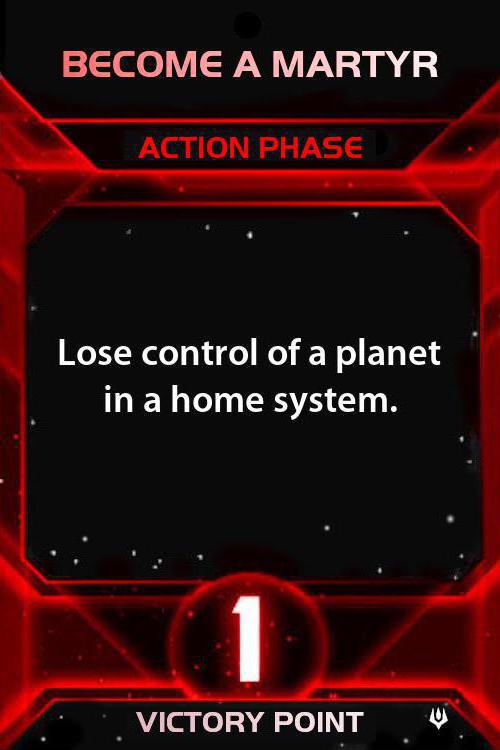 BECOME A MARTYR
ACTION PHASE
Lose control of a planet
in a home system.
1
VICTORY POINT